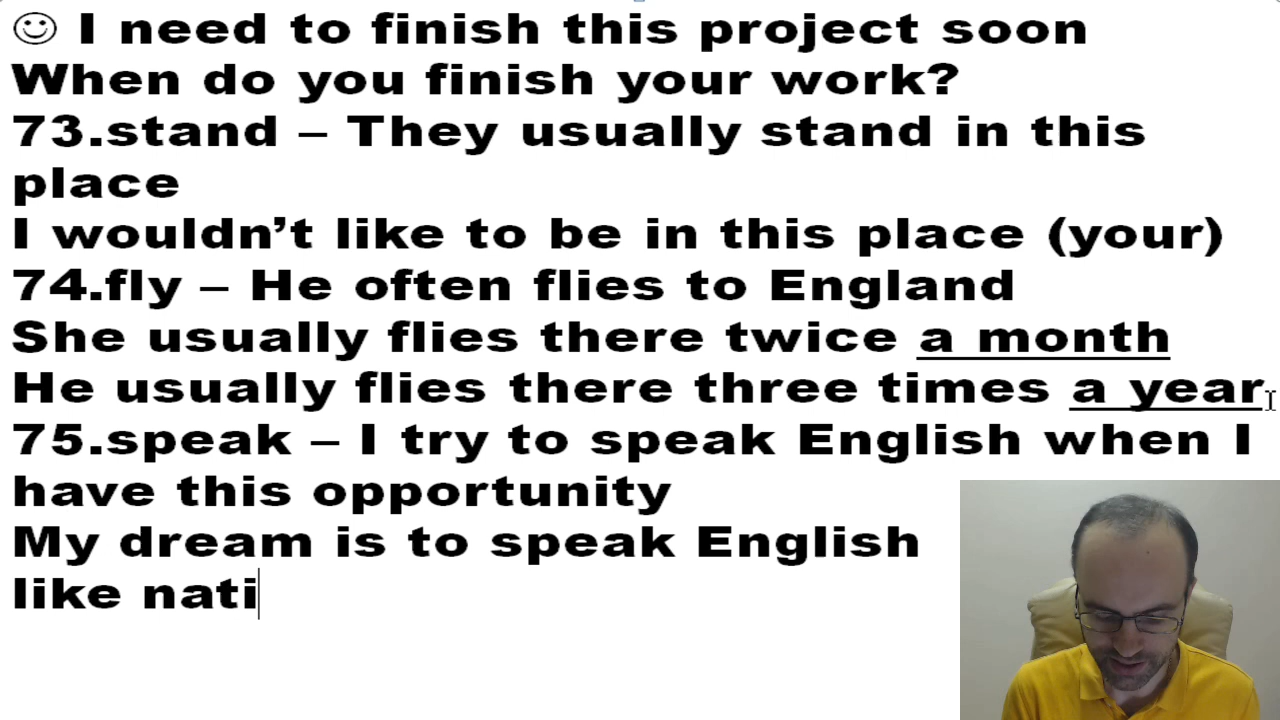 ☺ I need to finish this project soon
When do you finish your work?
73.stand – They usually stand in this
place
I wouldn’t like to be in this place (your)
74.fly – He often flies to England
She usually flies there twice a month
He usually flies there three times a year
75.speak – I try to speak English when I
have this opportunity
My dream is to speak English
like nati